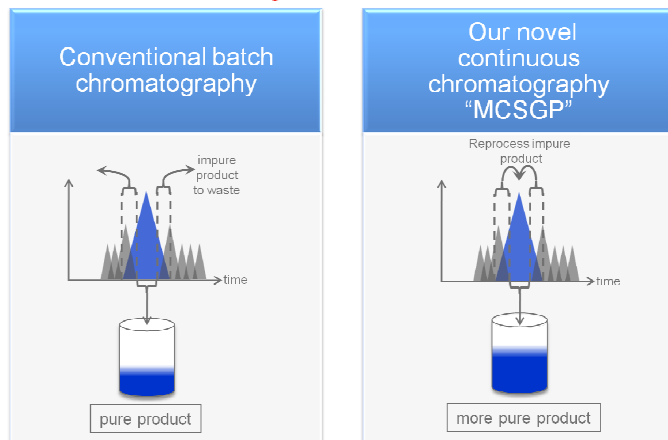 Conventional batch
chromatography
impure
product
to waste
time
pure product
Our novel
continuous
chromatography
“MCSGP”
Reprocess impure
product
time
more pure product